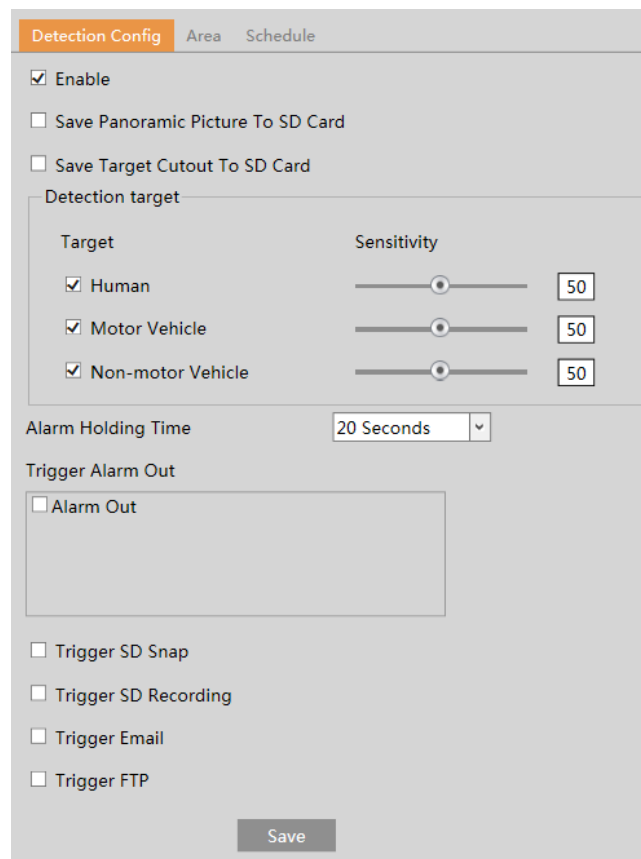 Detection Config Area Schedule
Enable
Save Panoramic Picture To SD Card
Save Target Cutout To SD Card
Detection target
Target Sensitivity
Human 50
Motor Vehicle 50
Non-motor Vehicle 50
Alarm Holding Time 20 Seconds
Trigger Alarm Out
Alarm Out
Trigger SD Snap
Trigger SD Recording
Trigger Email
Trigger FTP
Save